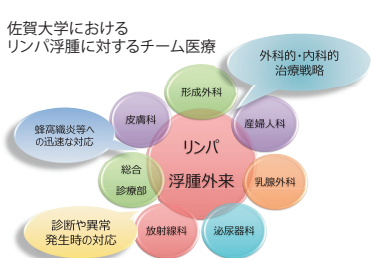 佐賀大学における
リンパ浮腫に対するチーム医療
外科的・内科的
治療戦略
形成外科
皮膚科
産婦人科
蜂窩織炎等へ
の迅速な対応
リンパ
浮腫外来
総合
診療部
乳腺外科
診断や異常
発生時の対応
放射線科
泌尿器科